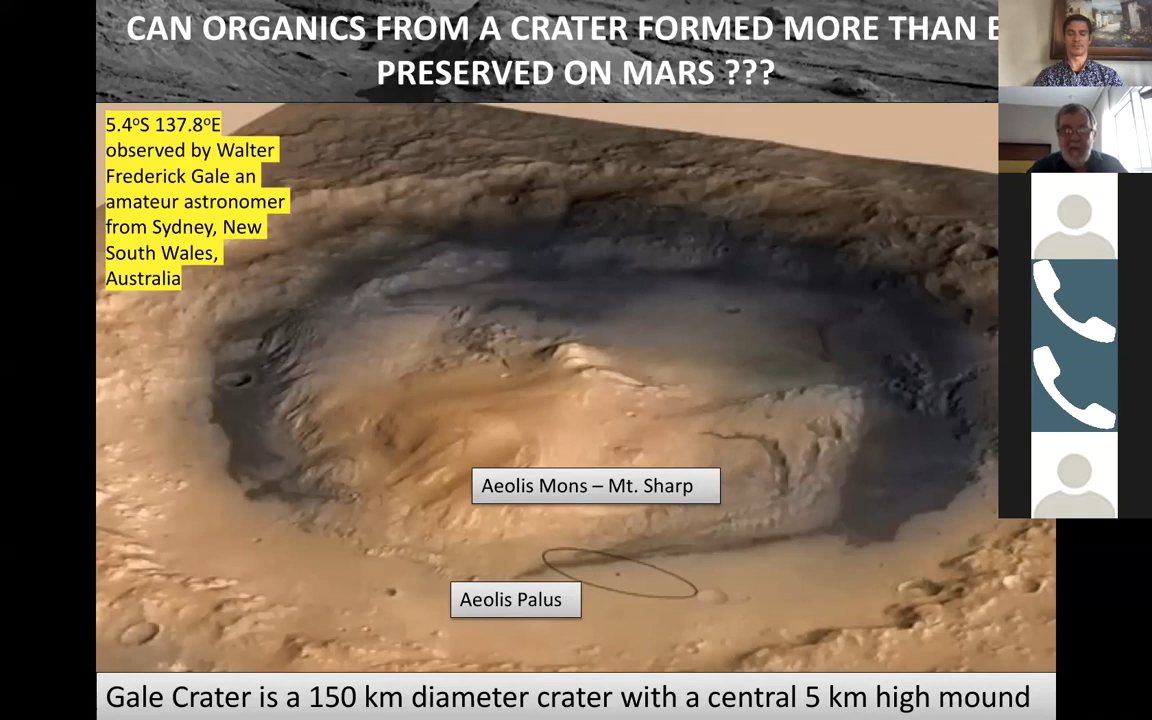 CAN ORGANICS FROM A CRATER FORMED MORE THAN
PRESERVED ON MARS ???
5.4ºS 137.8ºE
observed by Walter
Frederick Gale an
amateur astronomer
from Sydney, New
South Wales,
Australia
Aeolis Mons – Mt. Sharp
Aeolis Palus
Gale Crater is a 150 km diameter crater with a central 5 km high mound